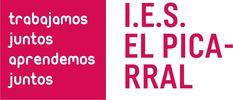 trabajamos
juntos
aprendemos
juntos
I.E.S.
EL PICA-
RRAL